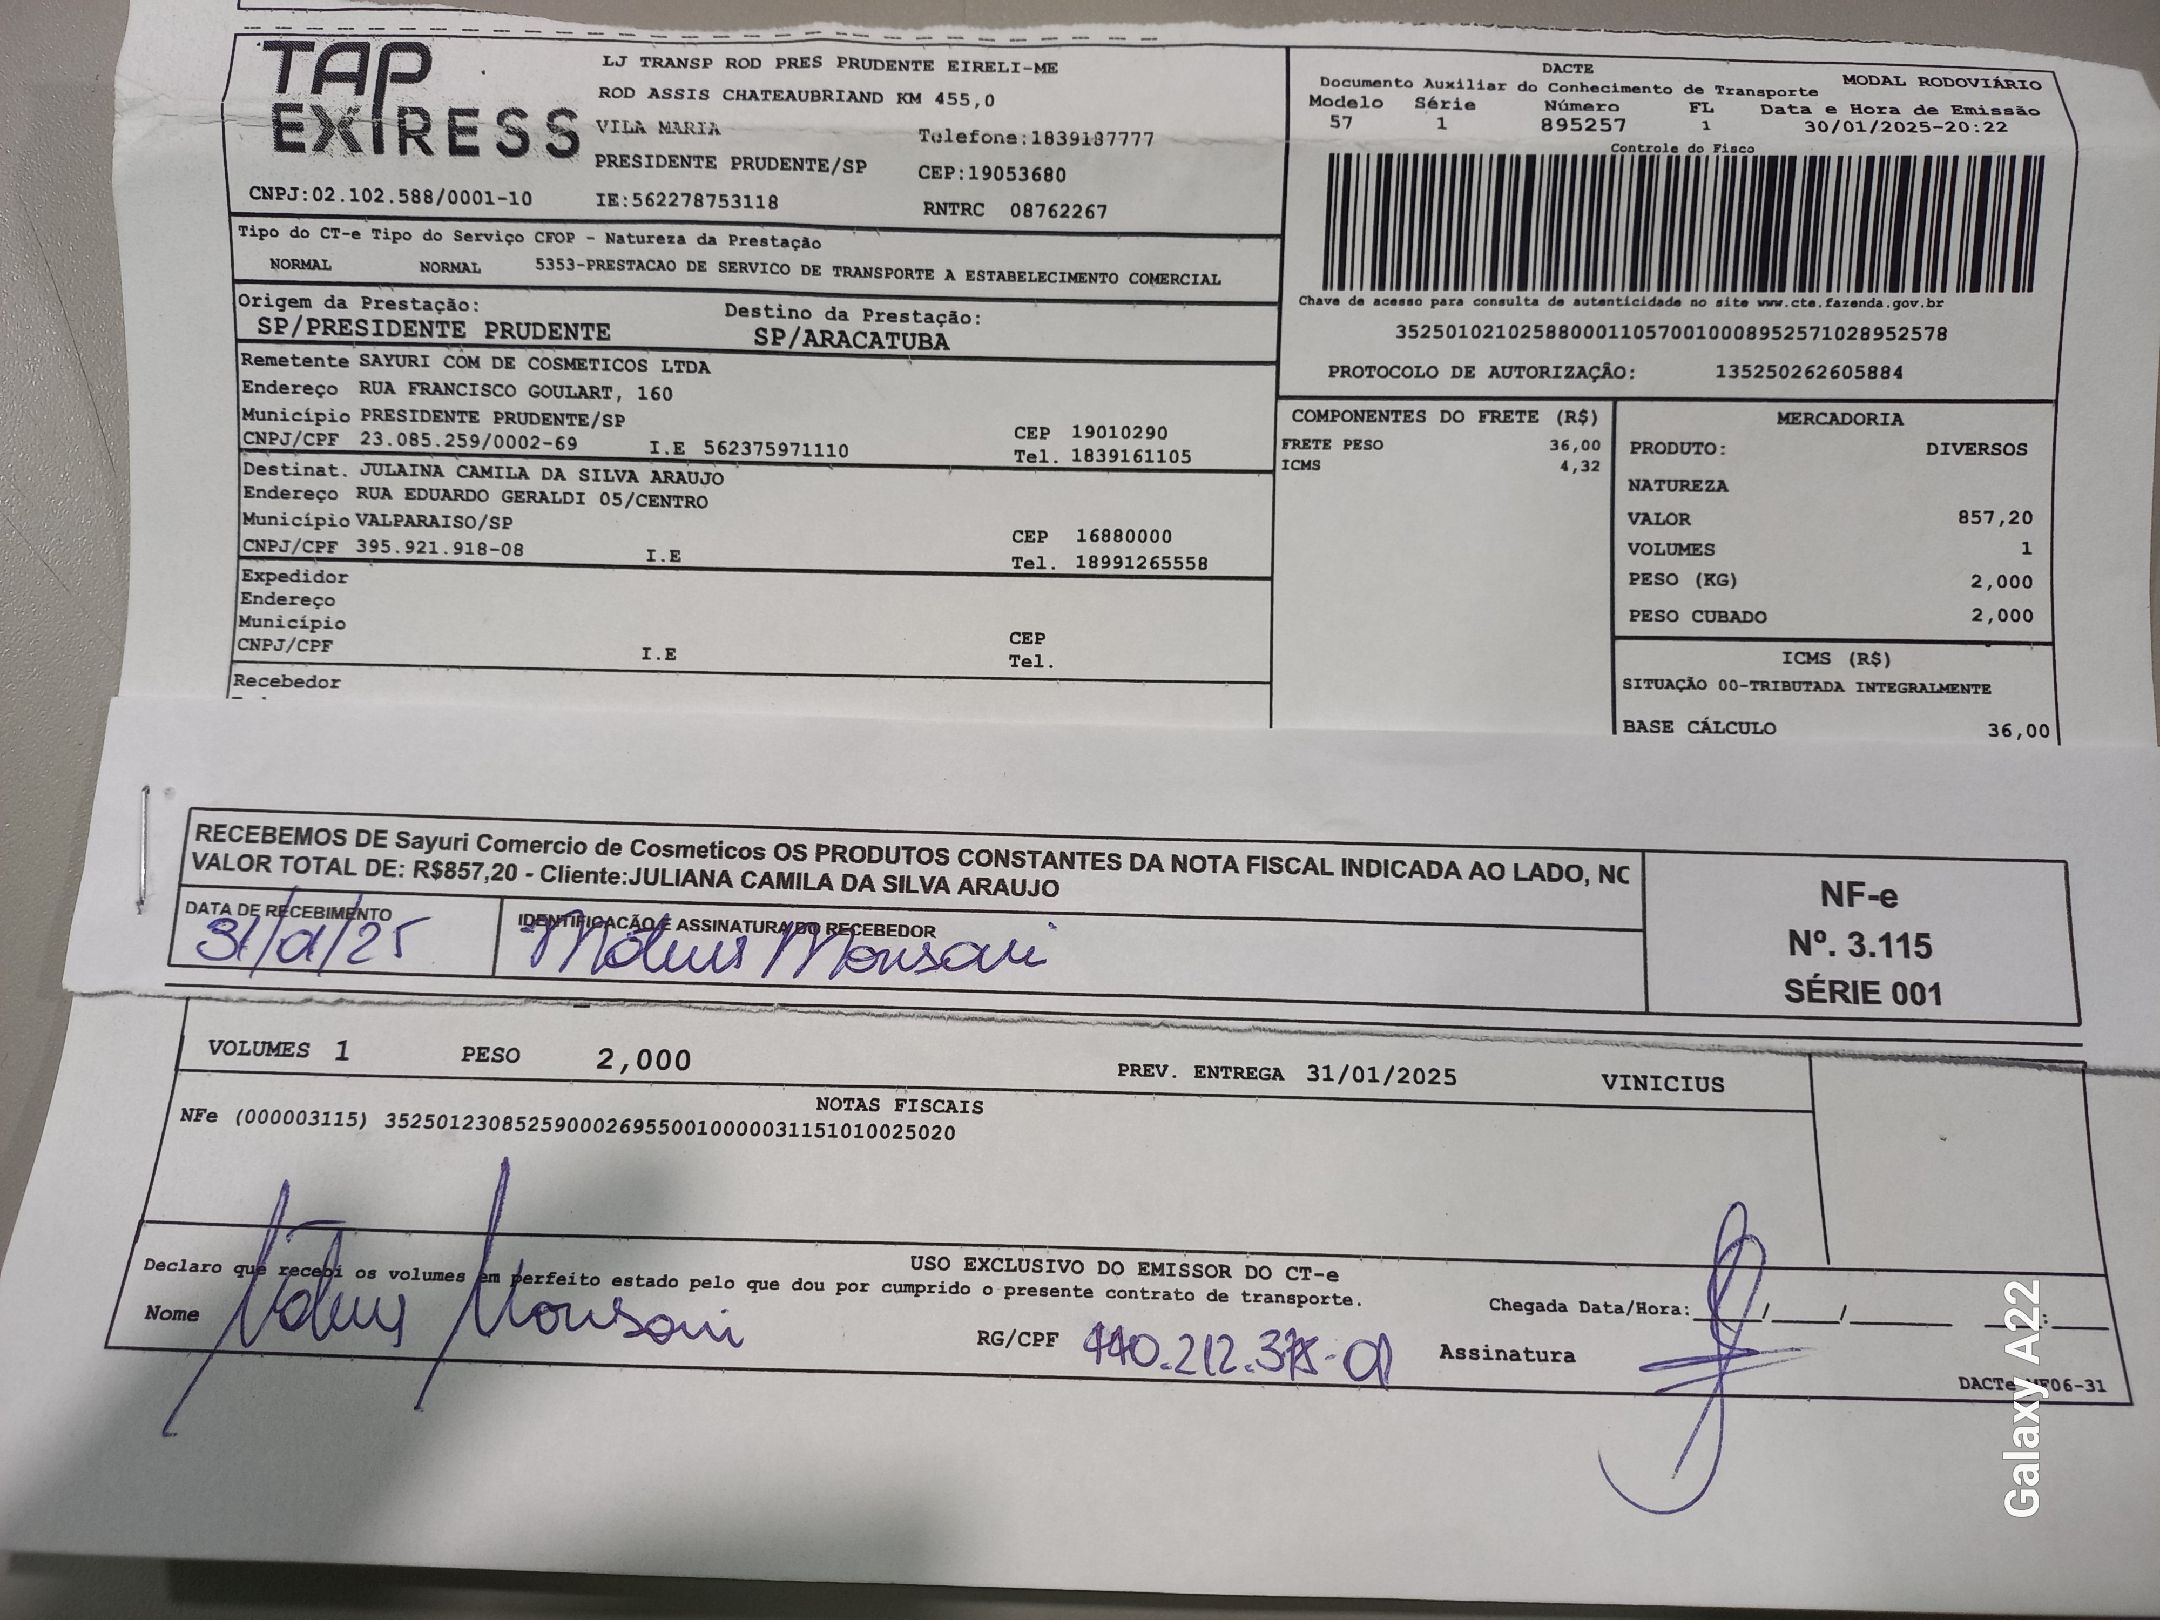 TAP EXPRESS
LJ TRANSP ROD PRES PRUDENTE EIRELI-ME
ROD ASSIS CHATEAUBRIAND KM 455,0
VILA MARIA Telefone:1839187777
PRESIDENTE PRUDENTE/SP CEP:19053680
CNPJ:02.102.588/0001-10 IE:562278753118 RNTRC 08762267
DACTE MODAL RODOVIÁRIO
Documento Auxiliar do Conhecimento de Transporte
Modelo Série Número FL Data e Hora de Emissão
57 1 895257 1 30/01/2025-20:22
Controle do Fisco
Chave de acesso para consulta de autenticidade no site www.cte.fazenda.gov.br
35250102102588000110570010008952571028952578
PROTOCOLO DE AUTORIZAÇÃO: 135250262605884
Tipo do CT-e Tipo do Serviço CFOP - Natureza da Prestação
NORMAL NORMAL 5353-PRESTACAO DE SERVICO DE TRANSPORTE A ESTABELECIMENTO COMERCIAL
Origem da Prestação: Destino da Prestação:
SP/PRESIDENTE PRUDENTE SP/ARACATUBA
Remetente SAYURI COM DE COSMETICOS LTDA
Endereço RUA FRANCISCO GOULART, 160
Município PRESIDENTE PRUDENTE/SP CEP 19010290
CNPJ/CPF 23.085.259/0002-69 I.E 562375971110 Tel. 1839161105
Destinat. JULAINA CAMILA DA SILVA ARAUJO
Endereço RUA EDUARDO GERALDI 05/CENTRO
Município VALPARAISO/SP CEP 16880000
CNPJ/CPF 395.921.918-08 I.E Tel. 18991265558
Expedidor
Endereço
Município CEP
CNPJ/CPF I.E Tel.
Recebedor
COMPONENTES DO FRETE (R$)
FRETE PESO 36,00
ICMS 4,32
MERCADORIA
PRODUTO: DIVERSOS
NATUREZA
VALOR 857,20
VOLUMES 1
PESO (KG) 2,000
PESO CUBADO 2,000
ICMS (R$)
SITUAÇÃO 00-TRIBUTADA INTEGRALMENTE
BASE CÁLCULO 36,00
RECEBEMOS DE Sayuri Comercio de Cosmeticos OS PRODUTOS CONSTANTES DA NOTA FISCAL INDICADA AO LADO, NO
VALOR TOTAL DE: R$857,20 - Cliente:JULIANA CAMILA DA SILVA ARAUJO
DATA DE RECEBIMENTO IDENTIFICAÇÃO E ASSINATURA DO RECEBEDOR
31/01/25
NF-e
Nº. 3.115
SÉRIE 001
VOLUMES 1 PESO 2,000 PREV. ENTREGA 31/01/2025 VINICIUS
NOTAS FISCAIS
NFe (000003115) 35250123085259000269550010000031151010025020
USO EXCLUSIVO DO EMISSOR DO CT-e
Declaro que recebi os volumes em perfeito estado pelo que dou por cumprido o presente contrato de transporte.
Chegada Data/Hora:____/____/______ ___:____
Nome RG/CPF Assinatura
DACTe
06-31
Galaxy A22